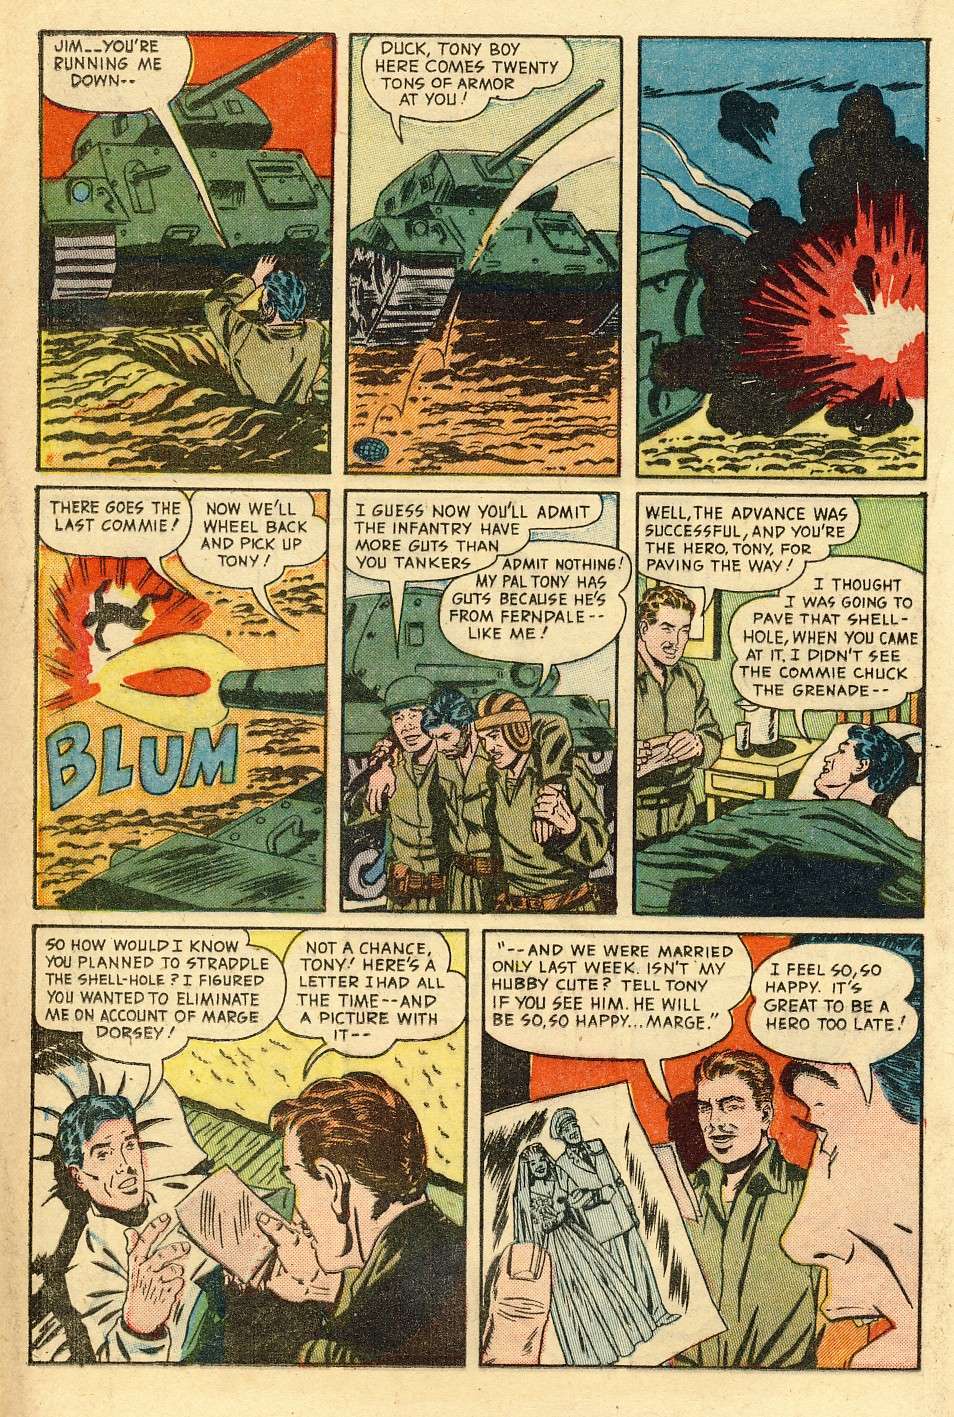 JIM__YOU'RE
RUNNING ME
DOWN--
DUCK, TONY BOY
HERE COMES TWENTY
TONS OF ARMOR
AT YOU!
THERE GOES THE
LAST COMMIE!
NOW WE'LL
WHEEL BACK
AND PICK UP
TONY!
BLUM
I GUESS NOW YOU'LL ADMIT
THE INFANTRY HAVE
MORE GUTS THAN
YOU TANKERS
ADMIT NOTHING!
MY PAL TONY HAS
GUTS BECAUSE HE'S
FROM FERNDALE--
LIKE ME!
WELL, THE ADVANCE WAS
SUCCESSFUL, AND YOU'RE
THE HERO, TONY, FOR
PAVING THE WAY!
I THOUGHT
I WAS GOING TO
PAVE THAT SHELL-
HOLE, WHEN YOU CAME
AT IT. I DIDN'T SEE
THE COMMIE CHUCK
THE GRENADE--
SO HOW WOULD I KNOW
YOU PLANNED TO STRADDLE
THE SHELL-HOLE? I FIGURED
YOU WANTED TO ELIMINATE
ME ON ACCOUNT OF MARGE
DORSEY!
NOT A CHANCE,
TONY! HERE'S A
LETTER I HAD ALL
THE TIME--AND
A PICTURE WITH
IT--
"--AND WE WERE MARRIED
ONLY LAST WEEK. ISN'T MY
HUBBY CUTE? TELL TONY
IF YOU SEE HIM. HE WILL
BE SO, SO HAPPY... MARGE."
I FEEL SO, SO
HAPPY. IT'S
GREAT TO BE A
HERO TOO LATE!